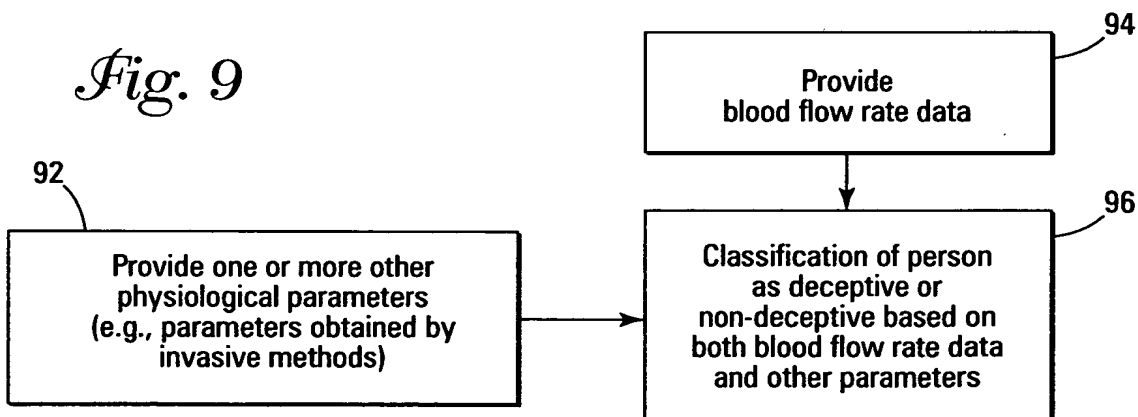 Fig. 9
94
Provide
blood flow rate data
92
Provide one or more other
physiological parameters
(e.g., parameters obtained by
invasive methods)
96
Classification of person
as deceptive or
non-deceptive based on
both blood flow rate data
and other parameters